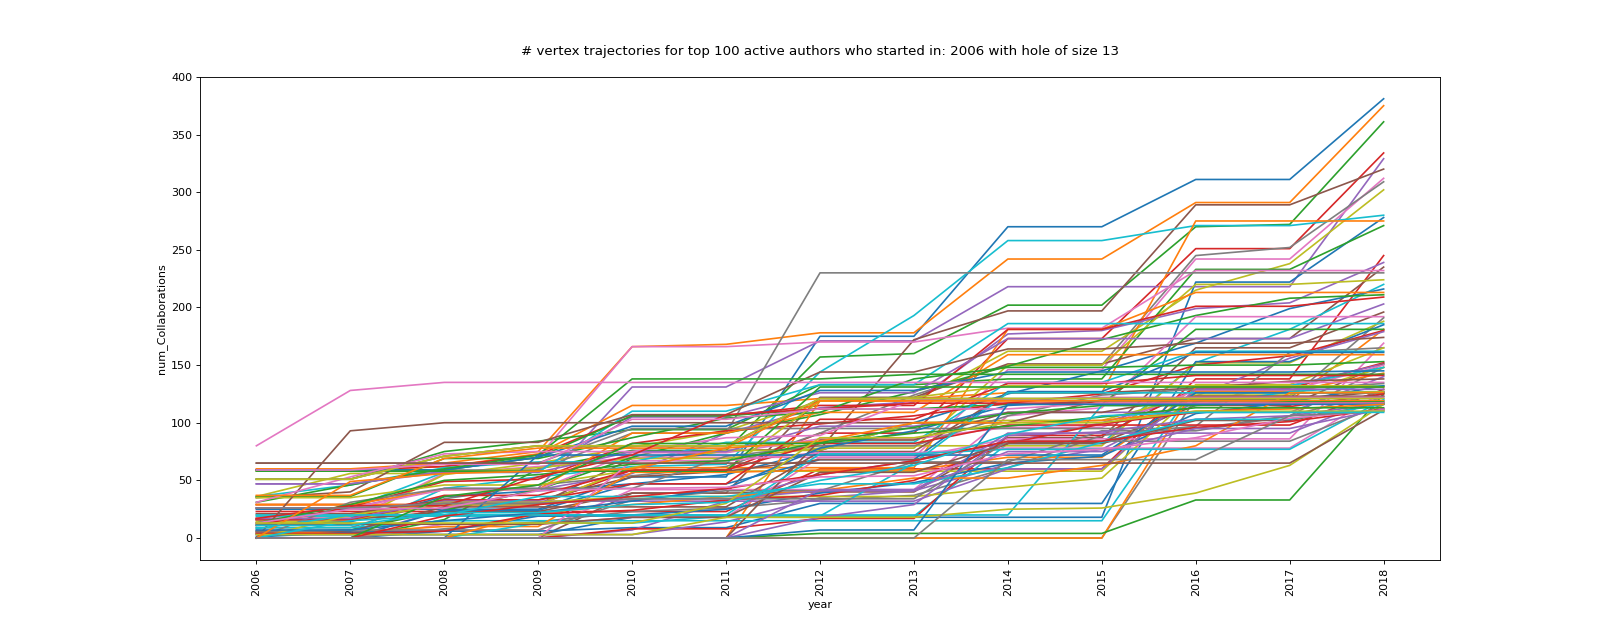 # vertex trajectories for top 100 active authors who started in: 2006 with hole of size 13
400
350
300
250
200
150
100
50
0
num_Collaborations
2006 2007 2008 2009 2010 2011 2012 2013 2014 2015 2016 2017 2018
year